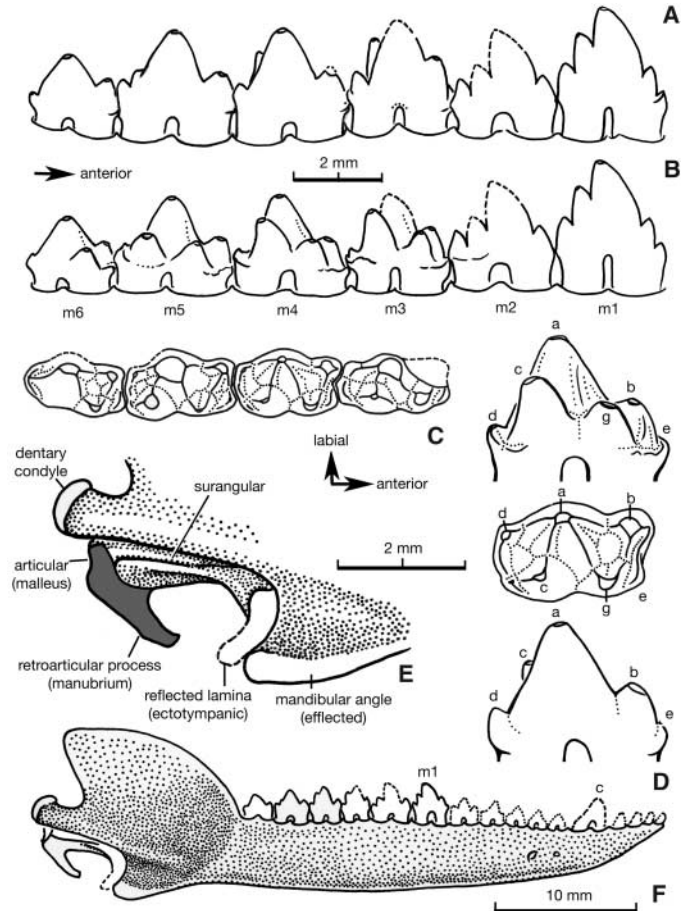 A
2 mm
anterior
B
m6 m5 m4 m3 m2 m1
a
c
b
g
d
e
C
labial
anterior
dentary
condyle
surangular
2 mm
articular
(malleus)
retroarticular process
(manubrium)
reflected lamina
(ectotympanic)
mandibular angle
(efflected)
E
a
d
b
c
g
e
a
c
b
d
e
D
m1
c
10 mm
F